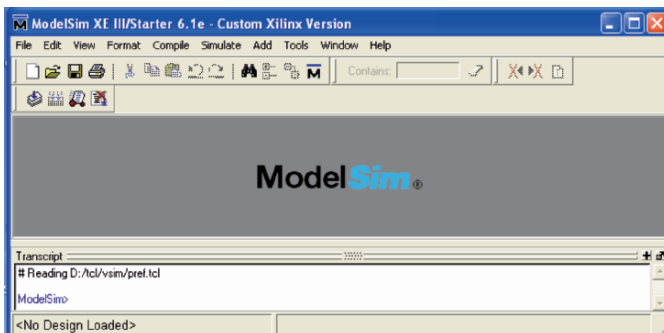 ModelSim XE III/Starter 6.1e - Custom Xilinx Version
File Edit View Format Compile Simulate Add Tools Window Help
Contains:
ModelSim®
Transcript
# Reading D:/tcl/vsim/pref.tcl
ModelSim>
<No Design Loaded>